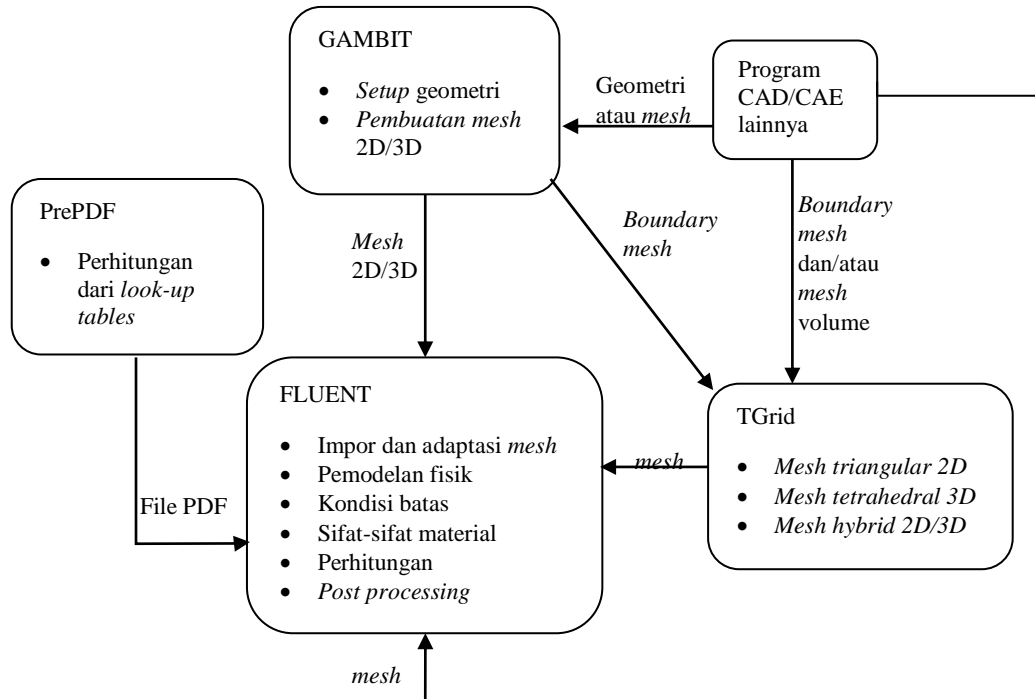 GAMBIT
• Setup geometri
• Pembuatan mesh
2D/3D
Geometri
atau mesh
Program
CAD/CAE
lainnya
PrePDF
• Perhitungan
dari look-up
tables
Mesh
2D/3D
Boundary
mesh
Boundary
mesh
dan/atau
mesh
volume
FLUENT
• Impor dan adaptasi mesh
• Pemodelan fisik
• Kondisi batas
• Sifat-sifat material
• Perhitungan
• Post processing
mesh
TGrid
• Mesh triangular 2D
• Mesh tetrahedral 3D
• Mesh hybrid 2D/3D
File PDF
mesh